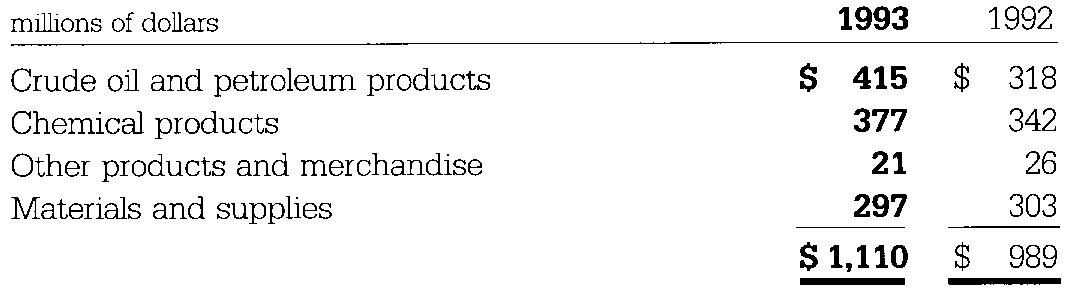 millions of dollars 1993 1992
Crude oil and petroleum products $ 415 $ 318
Chemical products 377 342
Other products and merchandise 21 26
Materials and supplies 297 303
$ 1,110 $ 989